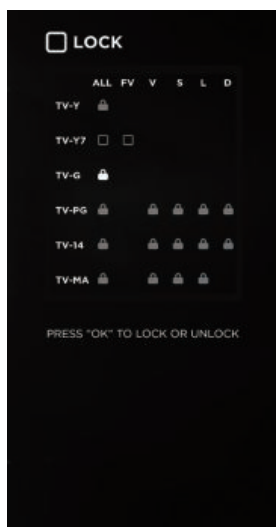 LOCK
ALL FV V S L D
TV-Y
TV-Y7
TV-G
TV-PG
TV-14
TV-MA
PRESS "OK" TO LOCK OR UNLOCK